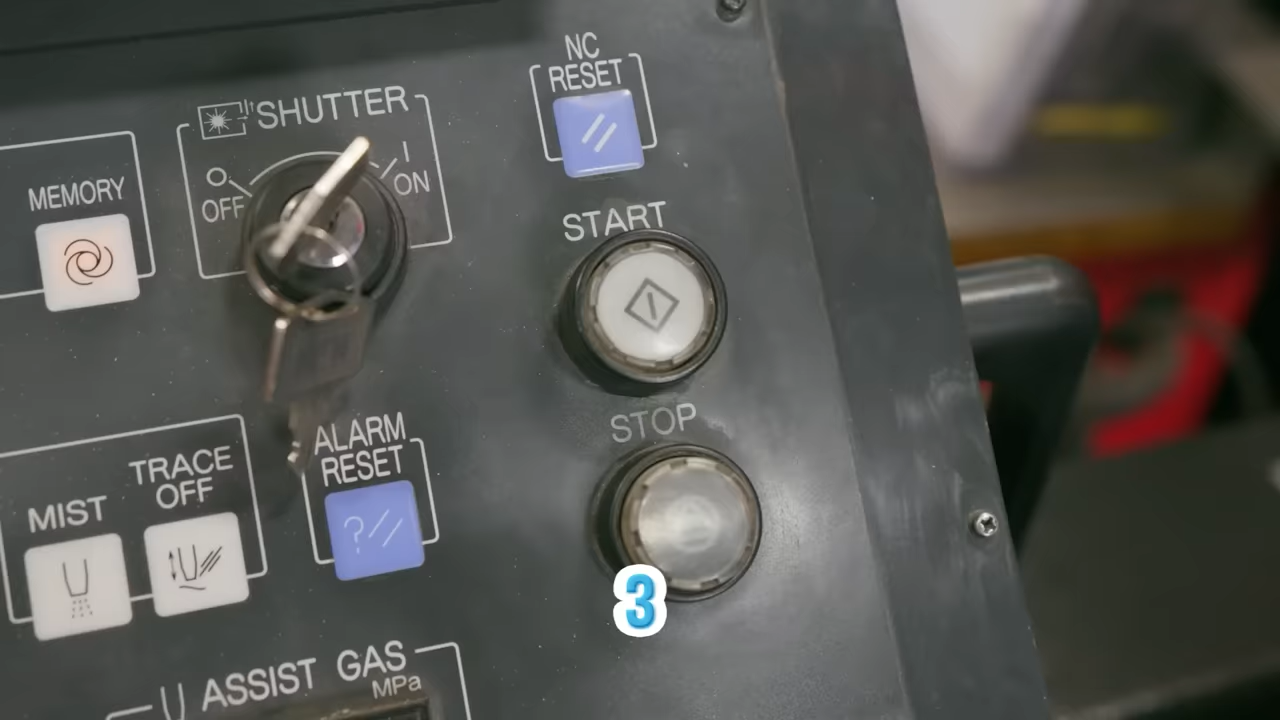 NC
RESET
SHUTTER
MEMORY
OFF
ON
START
STOP
ALARM
RESET
TRACE
OFF
MIST
3
ASSIST GAS
MPa